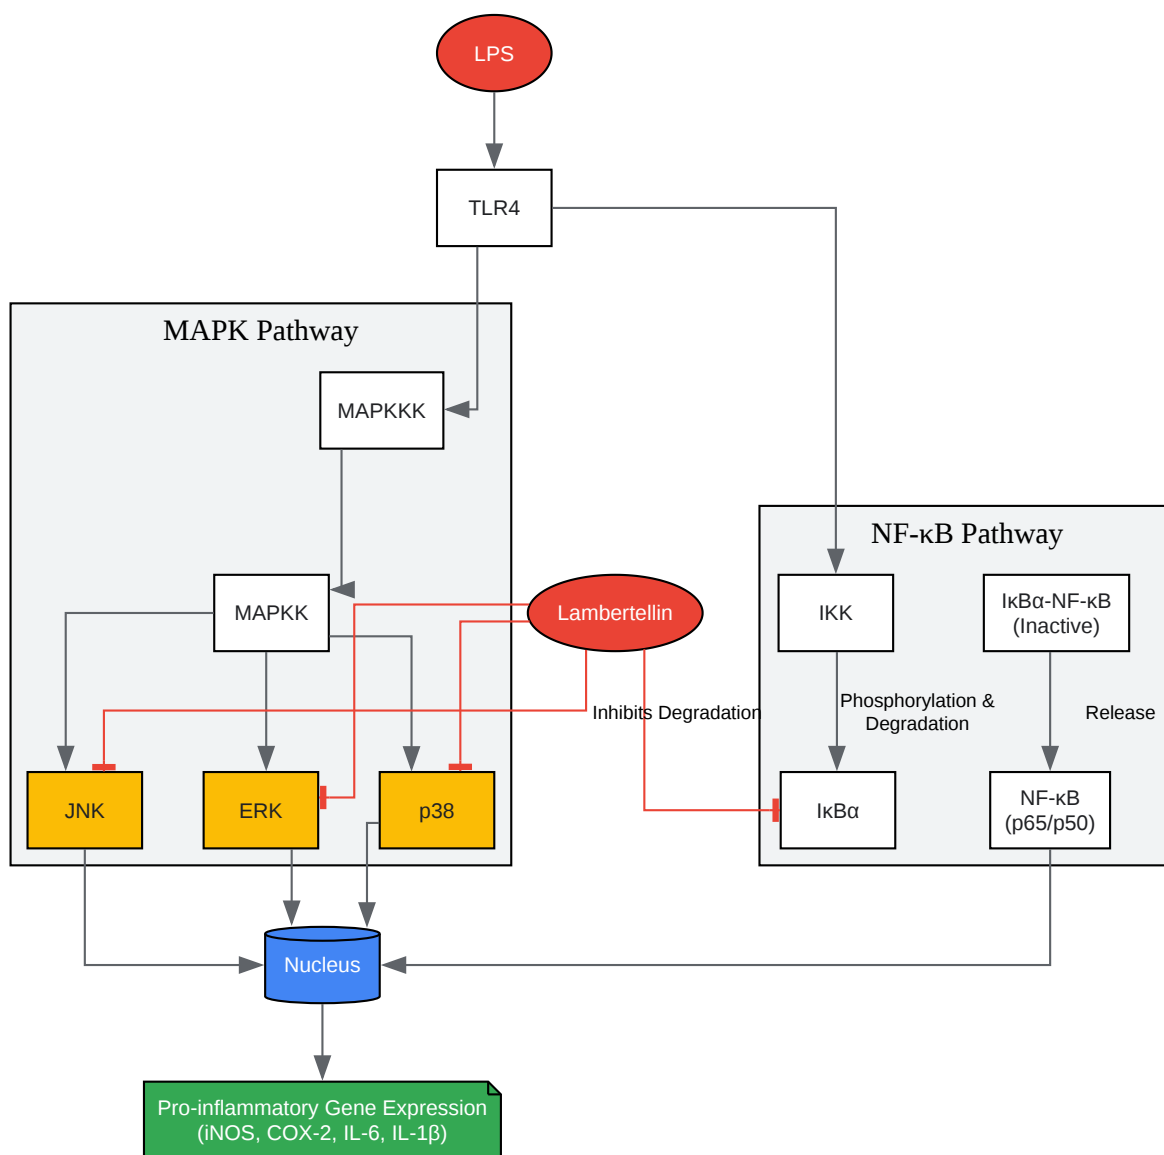 LPS
TLR4
MAPK Pathway
MAPKKK
NF-κB Pathway
MAPKK
Lambertellin
IKK
IκBα-NF-κB
(Inactive)
Inhibits Degradation
Phosphorylation &
Degradation
Release
JNK
ERK
p38
IκBα
NF-κB
(p65/p50)
Nucleus
Pro-inflammatory Gene Expression
(iNOS, COX-2, IL-6, IL-1β)